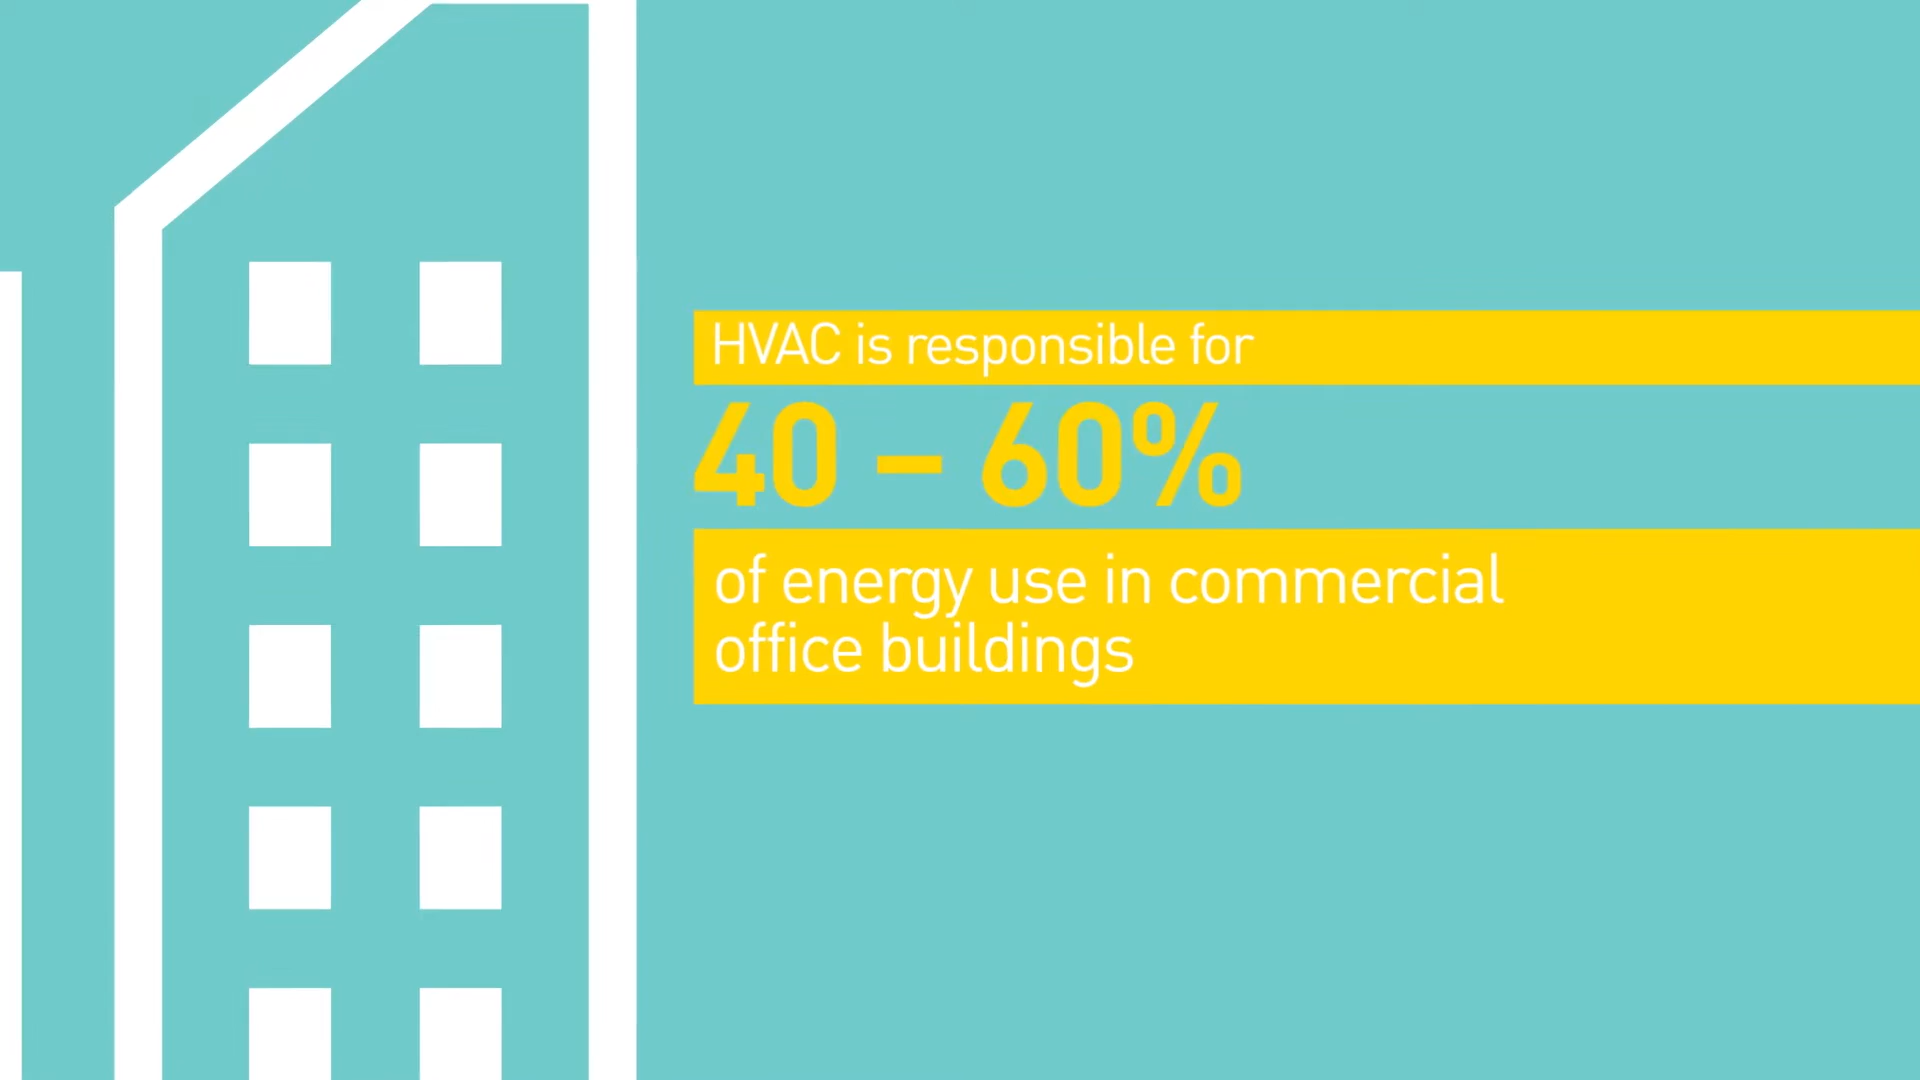 HVAC is responsible for
40 – 60%
of energy use in commercial
office buildings